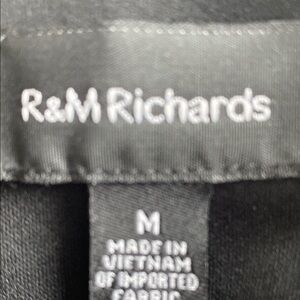 R&M Richards
M
MADE IN
VIETNAM
OF IMPORTED
FABRIC